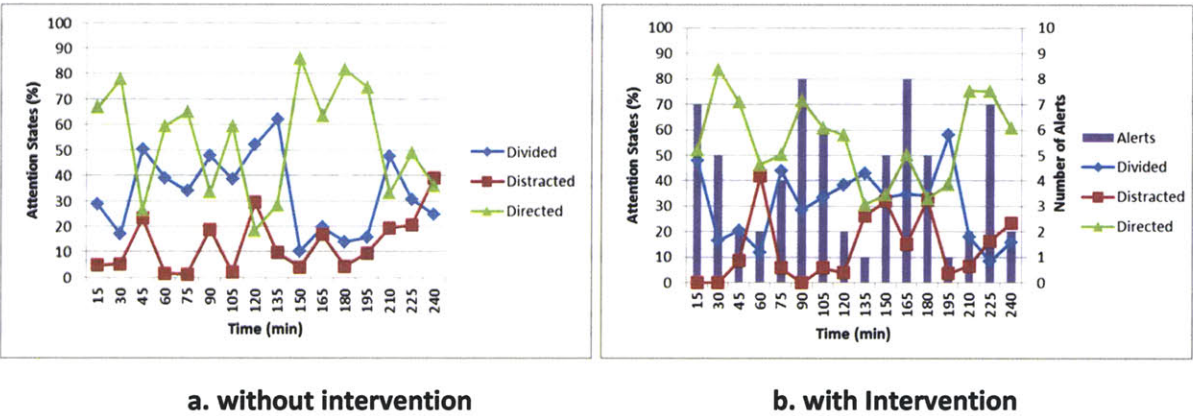 100
90
80
70
60
50
40
30
20
10
0
Attention States (%)
15 30 45 60 75 90 105 120 135 150 165 180 195 210 225 240
Time (min)
Divided
Distracted
Directed
a. without intervention
100
90
80
70
60
50
40
30
20
10
0
Attention States (%)
10
9
8
7
6
5
4
3
2
1
0
Number of Alerts
15 30 45 60 75 90 105 120 135 150 165 180 195 210 225 240
Time (min)
Alerts
Divided
Distracted
Directed
b. with Intervention